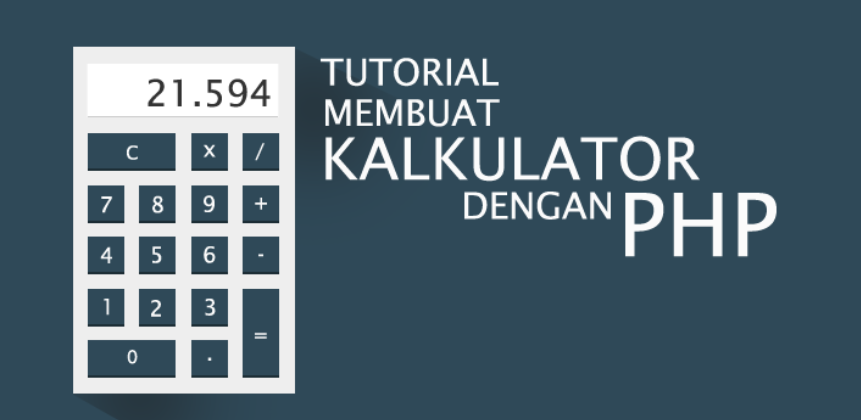 21.594
C x /
7 8 9 +
4 5 6 -
1 2 3 =
0 .
TUTORIAL
MEMBUAT
KALKULATOR
DENGAN PHP